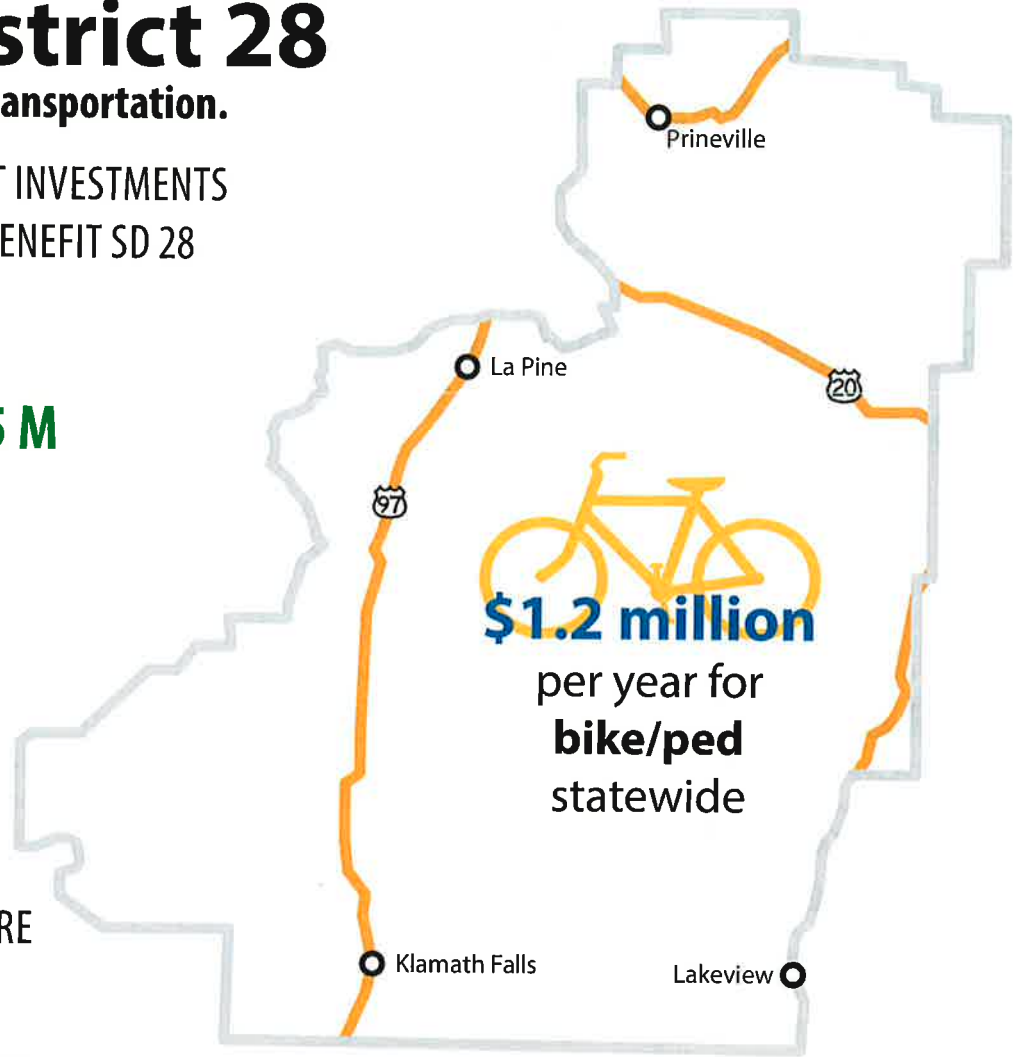 strict 28
ansportation.
T INVESTMENTS
ENEFIT SD 28
5 M
RE
Prineville
La Pine
20
97
$1.2 million
per year for
bike/ped
statewide
Klamath Falls
Lakeview